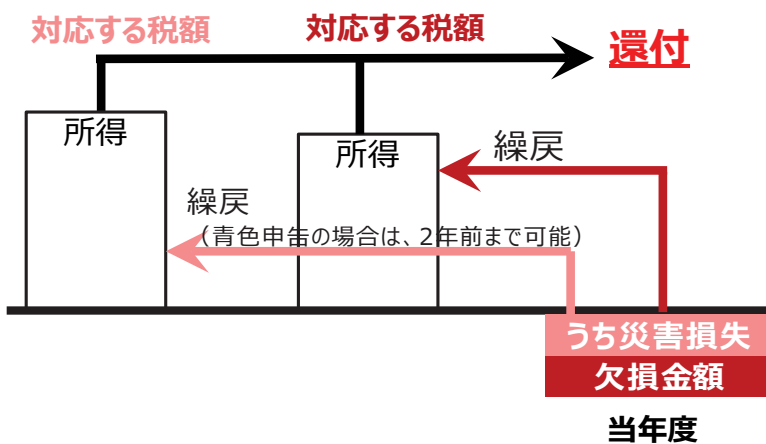 対応する税額
対応する税額
還付
所得
所得
繰戻
繰戻
（青色申告の場合は、2年前まで可能）
うち災害損失
欠損金額
当年度